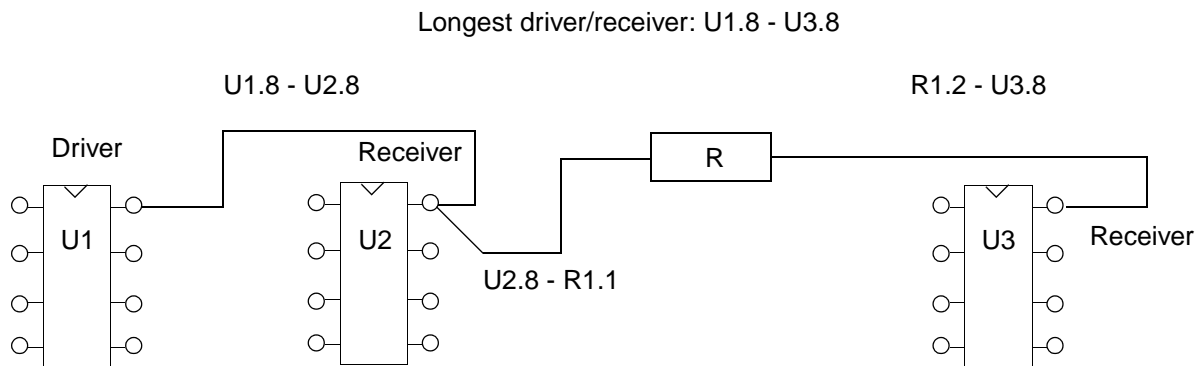 Longest driver/receiver: U1.8 - U3.8
U1.8 - U2.8
R1.2 - U3.8
Driver
Receiver
R
U1
U2
U3
Receiver
U2.8 - R1.1